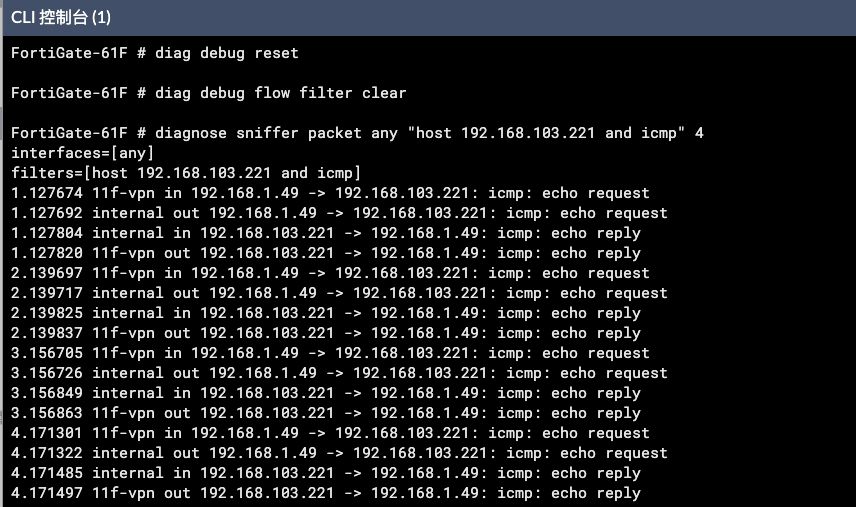 CLI 控制台 (1)
FortiGate-61F # diag debug reset
FortiGate-61F # diag debug flow filter clear
FortiGate-61F # diagnose sniffer packet any "host 192.168.103.221 and icmp" 4
interfaces=[any]
filters=[host 192.168.103.221 and icmp]
1.127674 11f-vpn in 192.168.1.49 -> 192.168.103.221: icmp: echo request
1.127692 internal out 192.168.1.49 -> 192.168.103.221: icmp: echo request
1.127804 internal in 192.168.103.221 -> 192.168.1.49: icmp: echo reply
1.127820 11f-vpn out 192.168.103.221 -> 192.168.1.49: icmp: echo reply
2.139697 11f-vpn in 192.168.1.49 -> 192.168.103.221: icmp: echo request
2.139717 internal out 192.168.1.49 -> 192.168.103.221: icmp: echo request
2.139825 internal in 192.168.103.221 -> 192.168.1.49: icmp: echo reply
2.139837 11f-vpn out 192.168.103.221 -> 192.168.1.49: icmp: echo reply
3.156705 11f-vpn in 192.168.1.49 -> 192.168.103.221: icmp: echo request
3.156726 internal out 192.168.1.49 -> 192.168.103.221: icmp: echo request
3.156849 internal in 192.168.103.221 -> 192.168.1.49: icmp: echo reply
3.156863 11f-vpn out 192.168.103.221 -> 192.168.1.49: icmp: echo reply
4.171301 11f-vpn in 192.168.1.49 -> 192.168.103.221: icmp: echo request
4.171322 internal out 192.168.1.49 -> 192.168.103.221: icmp: echo request
4.171485 internal in 192.168.103.221 -> 192.168.1.49: icmp: echo reply
4.171497 11f-vpn out 192.168.103.221 -> 192.168.1.49: icmp: echo reply